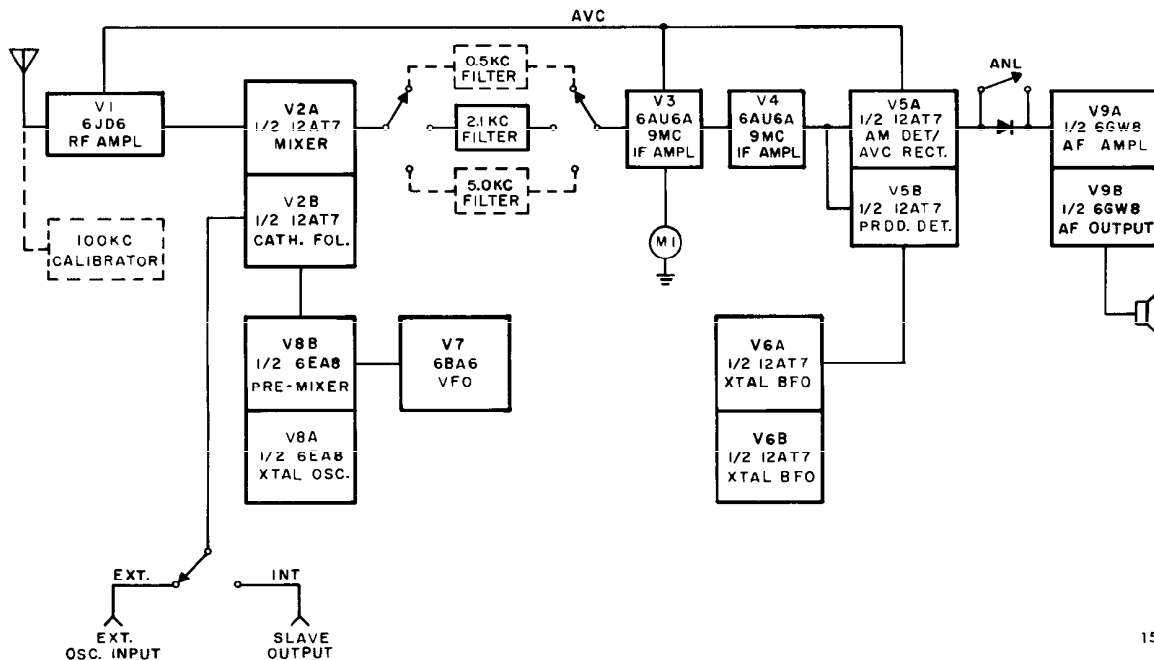 AVC
V1
6JD6
RF AMPL
100KC
CALIBRATOR
V2A
1/2 12AT7
MIXER
V2B
1/2 12AT7
CATH. FOL.
0.5KC
FILTER
2.1KC
FILTER
5.0KC
FILTER
V3
6AU6A
9MC
IF AMPL
M1
V4
6AU6A
9MC
IF AMPL
V5A
1/2 12AT7
AM DET/
AVC RECT.
V5B
1/2 12AT7
PRDD. DET.
ANL
V9A
1/2 6GW8
AF AMPL
V9B
1/2 6GW8
AF OUTPUT
V8B
1/2 6EA8
PRE-MIXER
V8A
1/2 6EA8
XTAL OSC.
V7
6BA6
VFO
V6A
1/2 12AT7
XTAL BFO
V6B
1/2 12AT7
XTAL BFO
EXT.
INT
EXT.
OSC. INPUT
SLAVE
OUTPUT
15